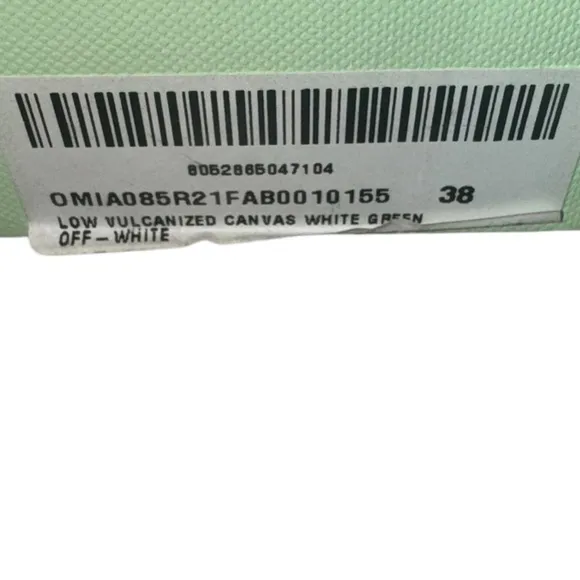 8052865047104
OMIA085R21FAB0010155 38
LOW VULCANIZED CANVAS WHITE GREEN
OFF-WHITE